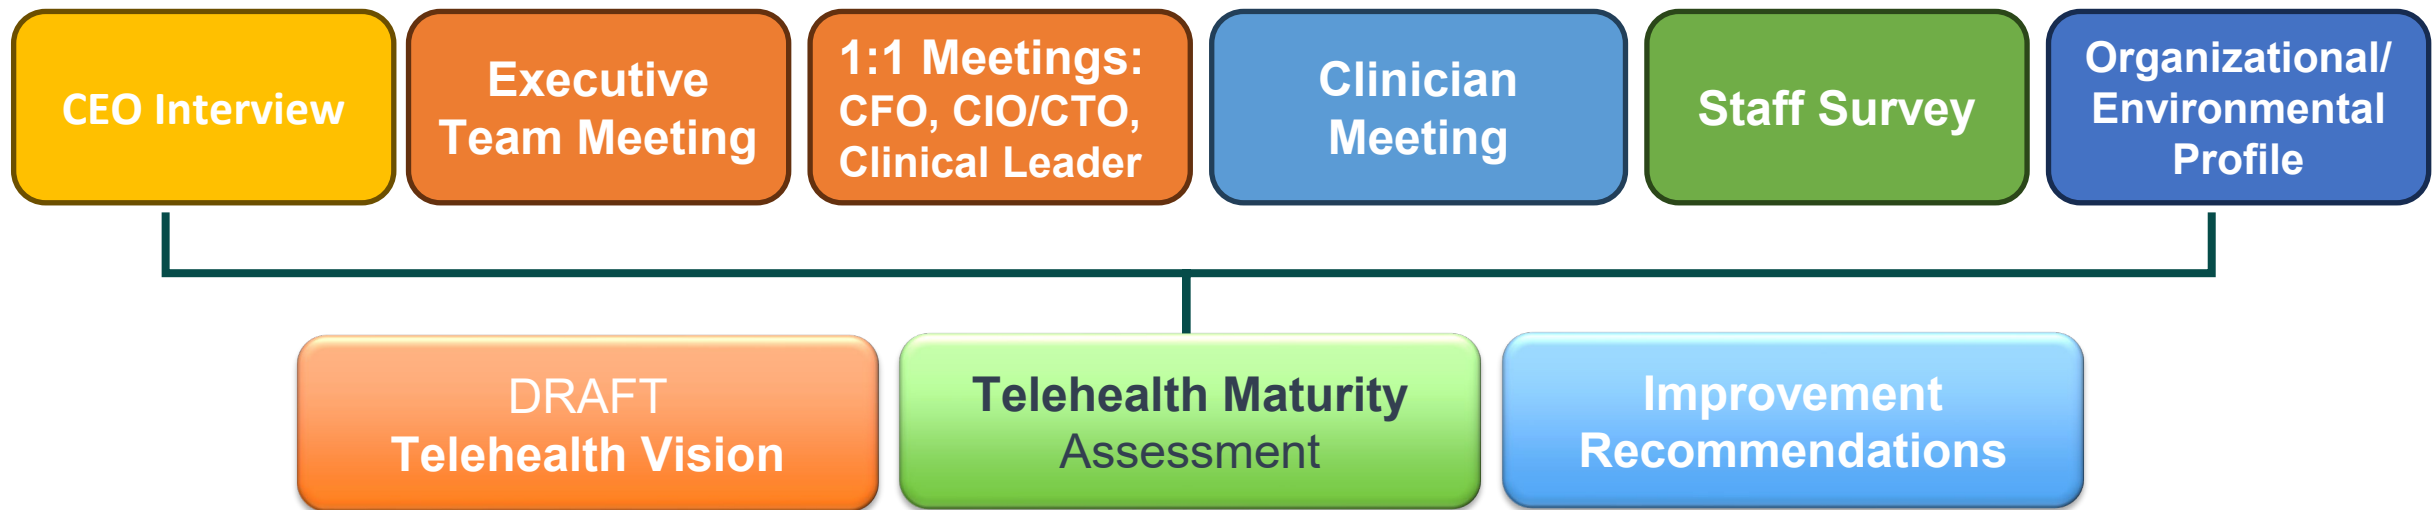 CEO Interview
Executive
Team Meeting
1:1 Meetings:
CFO, CIO/CTO,
Clinical Leader
Clinician
Meeting
Staff Survey
Organizational/
Environmental
Profile
DRAFT
Telehealth Vision
Telehealth Maturity
Assessment
Improvement
Recommendations